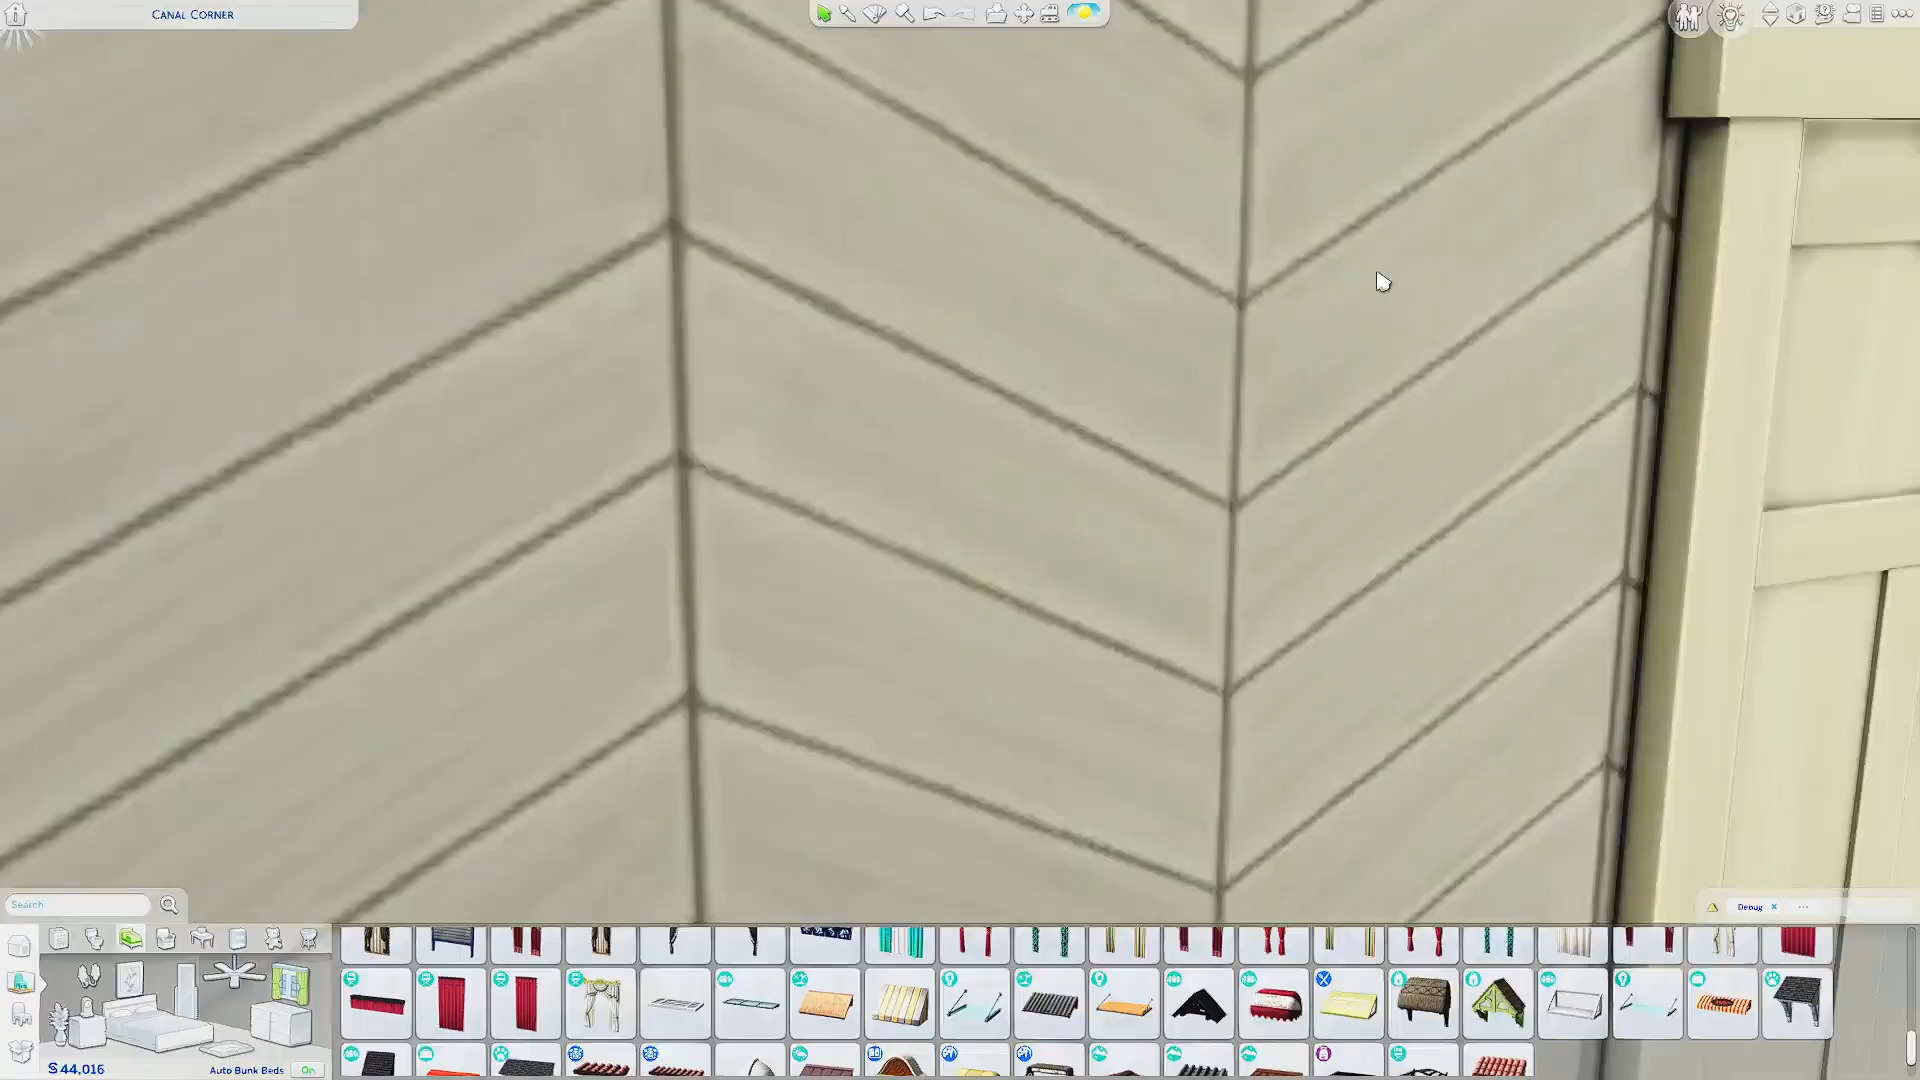 Canal Corner
Search
Debug
§44,016
Auto Bunk Beds
On